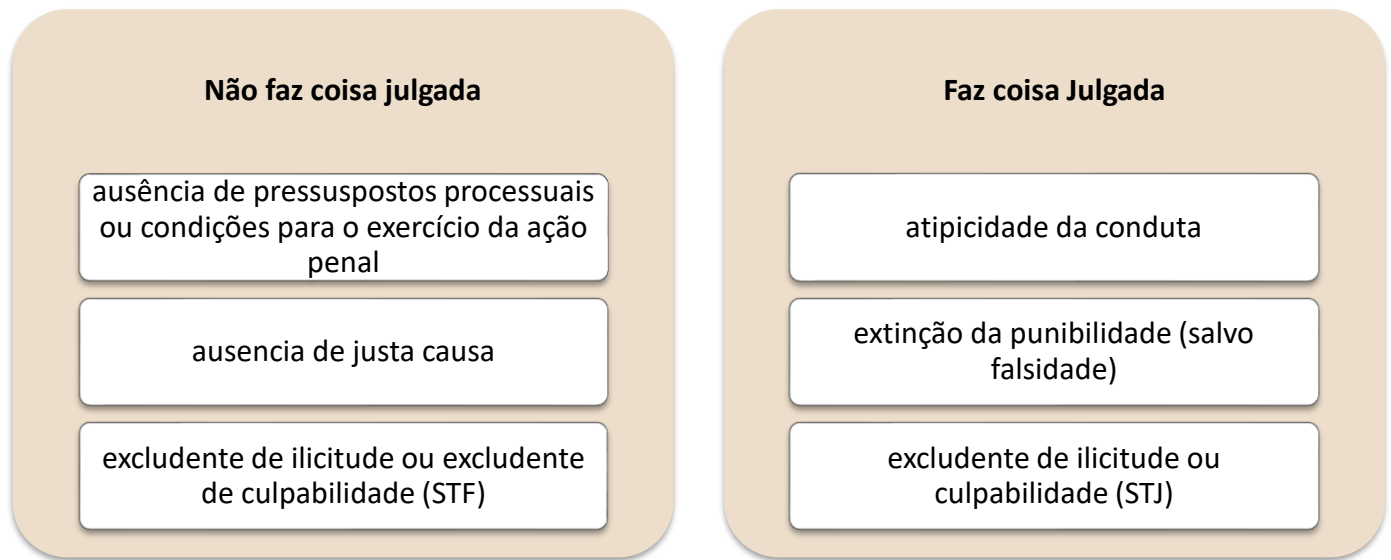 Não faz coisa julgada
ausência de pressuspostos processuais
ou condições para o exercício da ação
penal
ausencia de justa causa
excludente de ilicitude ou excludente
de culpabilidade (STF)
Faz coisa Julgada
atipicidade da conduta
extinção da punibilidade (salvo
falsidade)
excludente de ilicitude ou
culpabilidade (STJ)